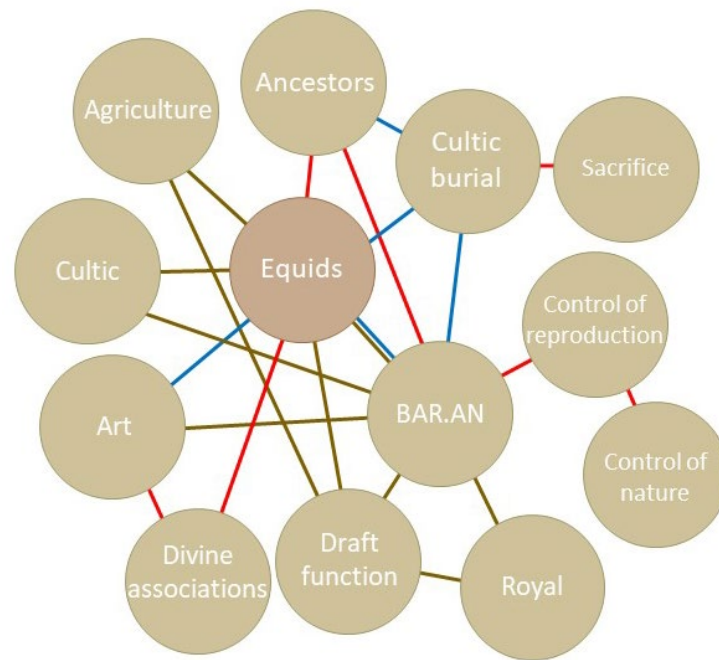 Ancestors
Agriculture
Cultic
burial
Sacrifice
Cultic
Equids
Control of
reproduction
Art
BAR.AN
Control of
nature
Divine
associations
Draft
function
Royal